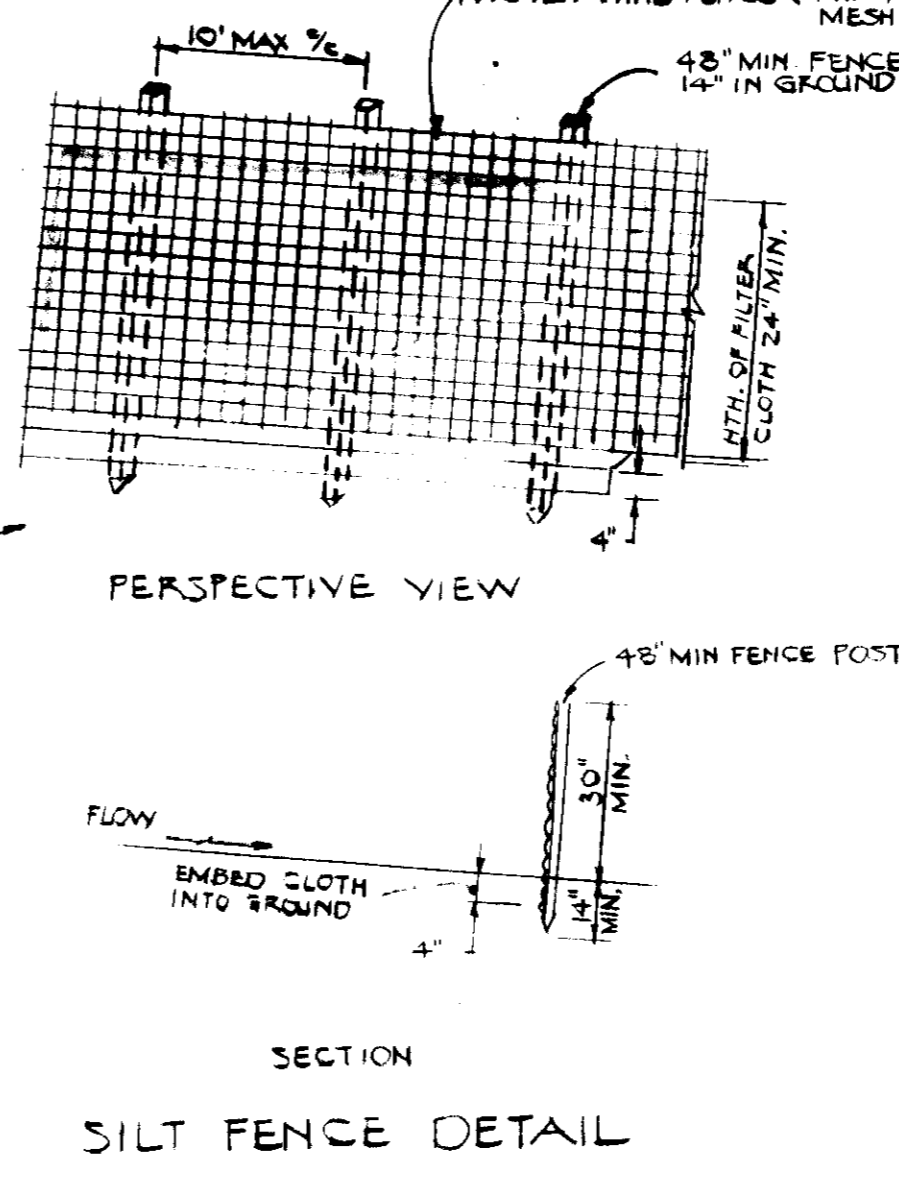 MESH
10' MAX c/c
48" MIN. FENCE
14" IN GROUND
HTH. OF FILTER
CLOTH 24" MIN.
4"
PERSPECTIVE VIEW
48" MIN FENCE POST
30"
MIN.
FLOW
EMBED CLOTH
INTO GROUND
14"
MIN.
4"
SECTION
SILT FENCE DETAIL